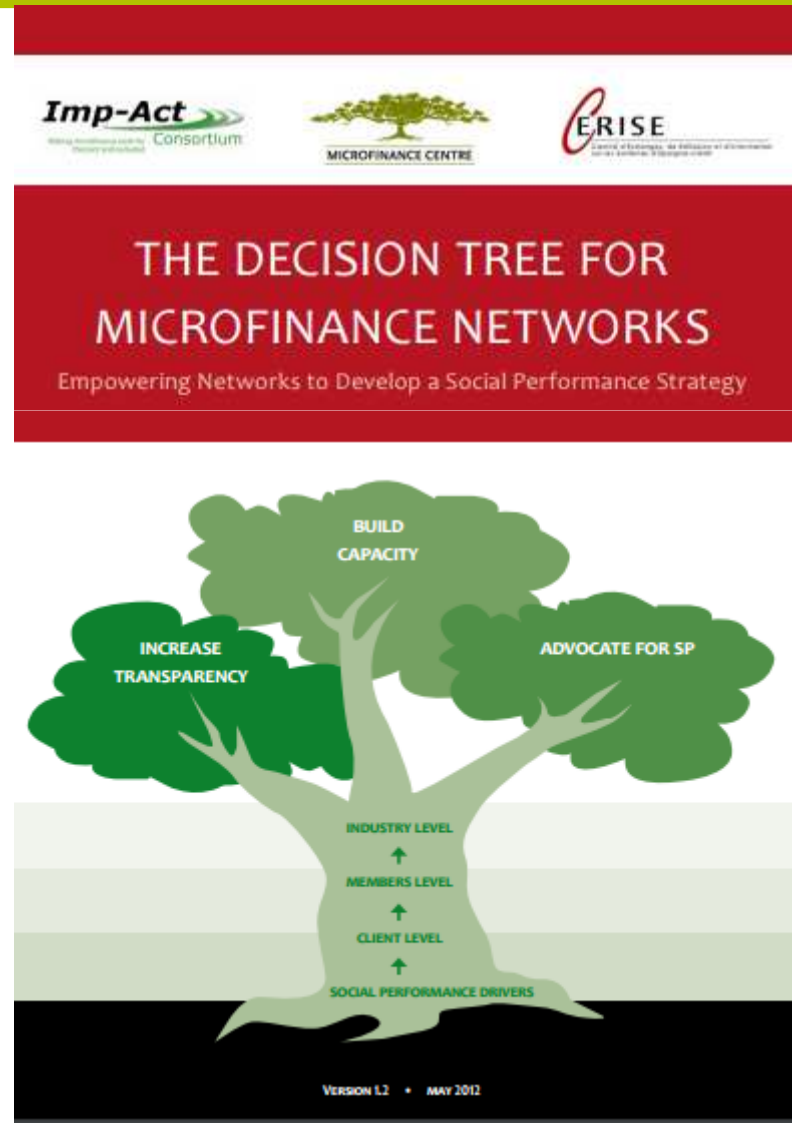 Imp-Act
Consortium
MICROFINANCE CENTRE
CERISE
THE DECISION TREE FOR
MICROFINANCE NETWORKS
Empowering Networks to Develop a Social Performance Strategy
BUILD
CAPACITY
INCREASE
TRANSPARENCY
ADVOCATE FOR SP
INDUSTRY LEVEL
MEMBERS LEVEL
CLIENT LEVEL
SOCIAL PERFORMANCE DRIVERS
VERSION 1.2 • MAY 2012